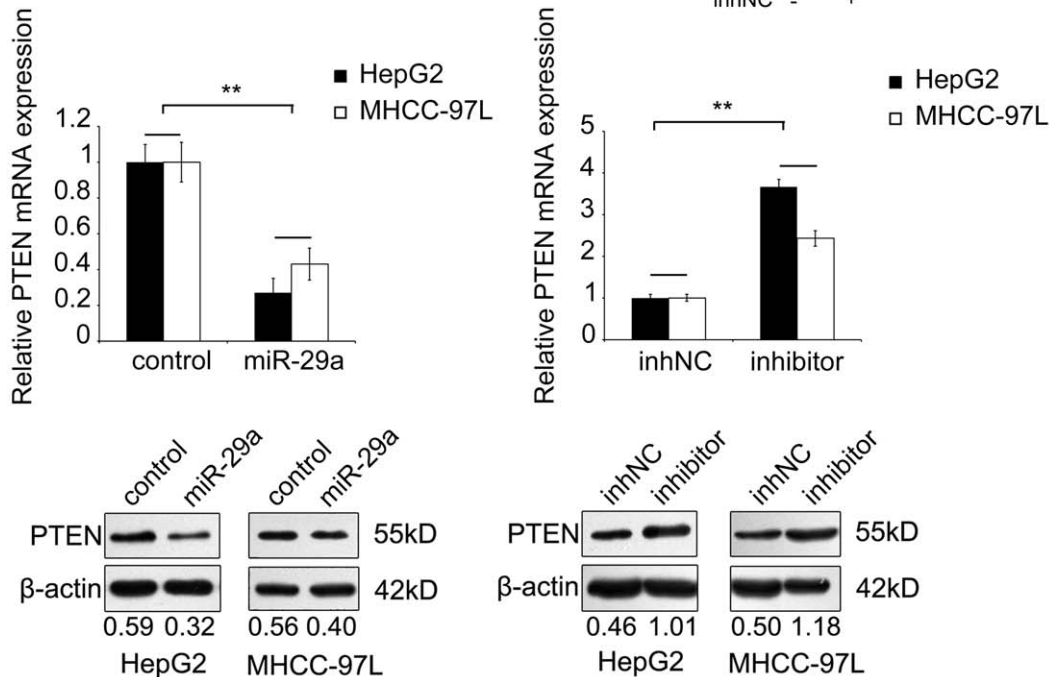 inhNC - +
Relative PTEN mRNA expression
HepG2
MHCC-97L
**
1.2
1
0.8
0.6
0.4
0.2
0
control miR-29a
Relative PTEN mRNA expression
HepG2
MHCC-97L
**
5
4
3
2
1
0
inhNC inhibitor
control miR-29a control miR-29a
PTEN 55kD
β-actin 42kD
0.59 0.32 0.56 0.40
HepG2 MHCC-97L
inhNC inhibitor inhNC inhibitor
PTEN 55kD
β-actin 42kD
0.46 1.01 0.50 1.18
HepG2 MHCC-97L